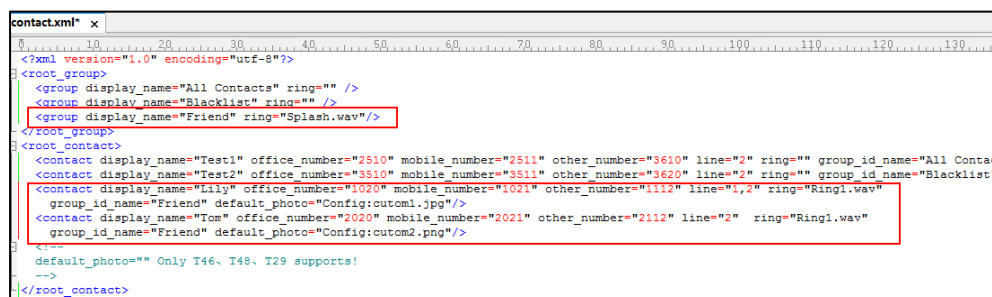 contact.xml* x
0 10 20 30 40 50 60 70 80 90 100 110 120 130
<?xml version="1.0" encoding="utf-8"?>
<root_group>
<group display_name="All Contacts" ring="" />
<group display_name="Blacklist" ring="" />
<group display_name="Friend" ring="Splash.wav"/>
</root_group>
<root_contact>
<contact display_name="Test1" office_number="2510" mobile_number="2511" other_number="3610" line="2" ring="" group_id_name="All Conta
<contact display_name="Test2" office_number="3510" mobile_number="3511" other_number="3620" line="2" ring="" group_id_name="Blacklist"
<contact display_name="Lily" office_number="1020" mobile_number="1021" other_number="1112" line="1,2" ring="Ring1.wav"
group_id_name="Friend" default_photo="Config:cutom1.jpg"/>
<contact display_name="Tom" office_number="2020" mobile_number="2021" other_number="2112" line="2" ring="Ring1.wav"
group_id_name="Friend" default_photo="Config:cutom2.png"/>
<!--
default_photo="" Only T46、T48、T29 supports!
-->
</root_contact>